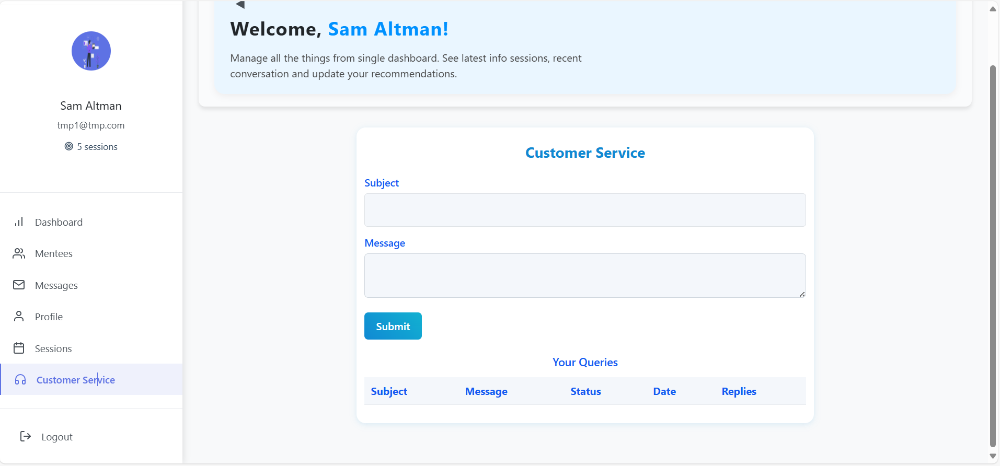 Sam Altman
tmp1@tmp.com
5 sessions
Dashboard
Mentees
Messages
Profile
Sessions
Customer Service
Logout
Welcome, Sam Altman!
Manage all the things from single dashboard. See latest info sessions, recent
conversation and update your recommendations.
Customer Service
Subject
Message
Submit
Your Queries
Subject Message Status Date Replies